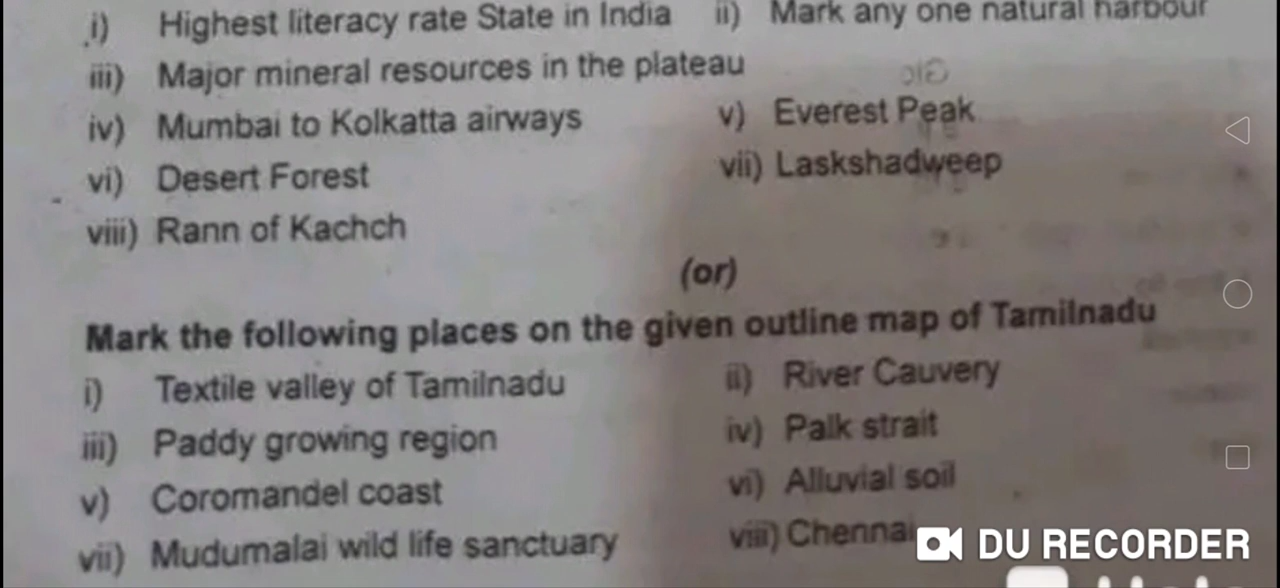 i) Highest literacy rate State in India ii) Mark any one natural harbour
iii) Major mineral resources in the plateau
iv) Mumbai to Kolkatta airways v) Everest Peak
vi) Desert Forest vii) Laskshadweep
viii) Rann of Kachch
(or)
Mark the following places on the given outline map of Tamilnadu
i) Textile valley of Tamilnadu ii) River Cauvery
iii) Paddy growing region iv) Palk strait
v) Coromandel coast vi) Alluvial soil
vii) Mudumalai wild life sanctuary viii) Chennai
DU RECORDER